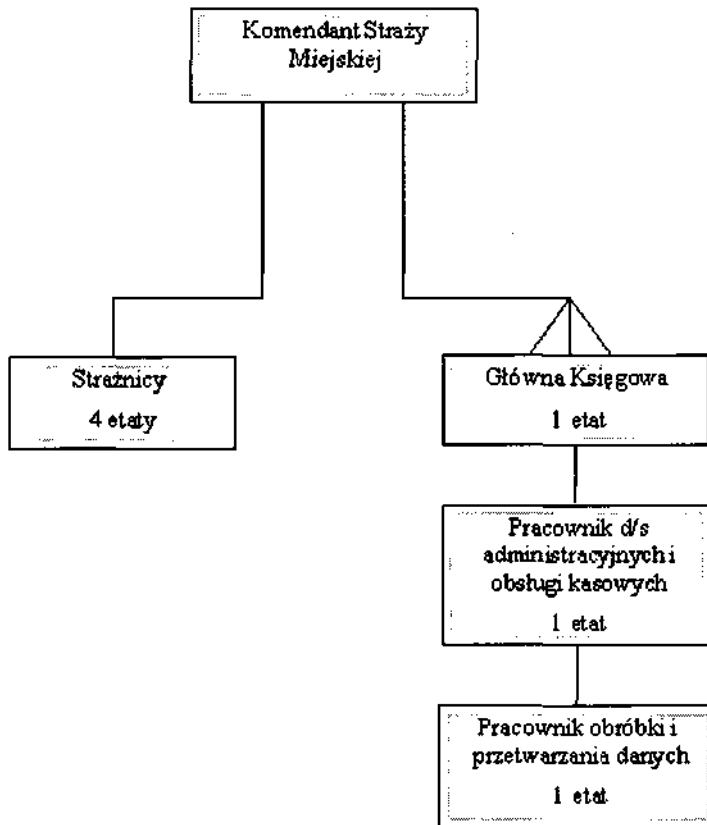 Komendant Straży
Miejskiej
Strażnicy
4 etaty
Główna Księgowa
1 etat
Pracownik d/s
administracyjnych i
obsługi kasowych
1 etat
Pracownik obróbki i
przetwarzania danych
1 etat